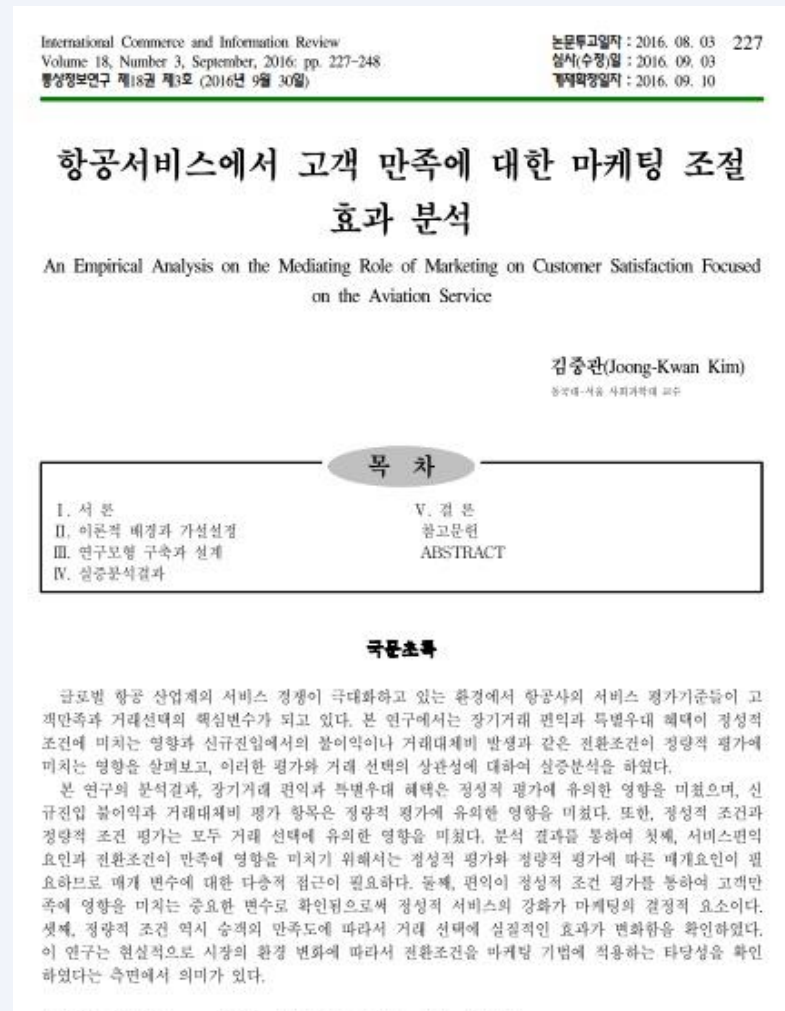 International Commerce and Information Review
Volume 18, Number 3, September, 2016: pp. 227-248
통상정보연구 제18권 제3호 (2016년 9월 30일)
논문투고일자 : 2016. 08. 03 227
심사(수정)일 : 2016. 09. 03
게재확정일자 : 2016. 09. 10
항공서비스에서 고객 만족에 대한 마케팅 조절
효과 분석
An Empirical Analysis on the Mediating Role of Marketing on Customer Satisfaction Focused
on the Aviation Service
김중관(Joong-Kwan Kim)
동국대-서울 사회과학대 교수
목 차
Ⅰ. 서 론
Ⅱ. 이론적 배경과 가설설정
Ⅲ. 연구모형 구축과 설계
Ⅳ. 실증분석결과
Ⅴ. 결 론
참고문헌
ABSTRACT
국문초록
글로벌 항공 산업계의 서비스 경쟁이 극대화하고 있는 환경에서 항공사의 서비스 평가기준들이 고
객만족과 거래선택의 핵심변수가 되고 있다. 본 연구에서는 장기거래 편익과 특별우대 혜택이 정성적
조건에 미치는 영향과 신규진입에서의 불이익이나 거래대체비 발생과 같은 전환조건이 정량적 평가에
미치는 영향을 살펴보고, 이러한 평가와 거래 선택의 상관성에 대하여 실증분석을 하였다.
본 연구의 분석결과, 장기거래 편익과 특별우대 혜택은 정성적 평가에 유의한 영향을 미쳤으며, 신
규진입 불이익과 거래대체비 평가 항목은 정량적 평가에 유의한 영향을 미쳤다. 또한, 정성적 조건과
정량적 조건 평가는 모두 거래 선택에 유의한 영향을 미쳤다. 분석 결과를 통하여 첫째, 서비스편익
요인과 전환조건이 만족에 영향을 미치기 위해서는 정성적 평가와 정량적 평가에 따른 매개요인이 필
요하므로 매개 변수에 대한 다층적 접근이 필요하다. 둘째, 편익이 정성적 조건 평가를 통하여 고객만
족에 영향을 미치는 중요한 변수로 확인됨으로써 정성적 서비스의 강화가 마케팅의 결정적 요소이다.
셋째, 정량적 조건 역시 승객의 만족도에 따라서 거래 선택에 실질적인 효과가 변화함을 확인하였다.
이 연구는 현실적으로 시장의 환경 변화에 따라서 전환조건을 마케팅 기법에 적용하는 타당성을 확인
하였다는 측면에서 의미가 있다.